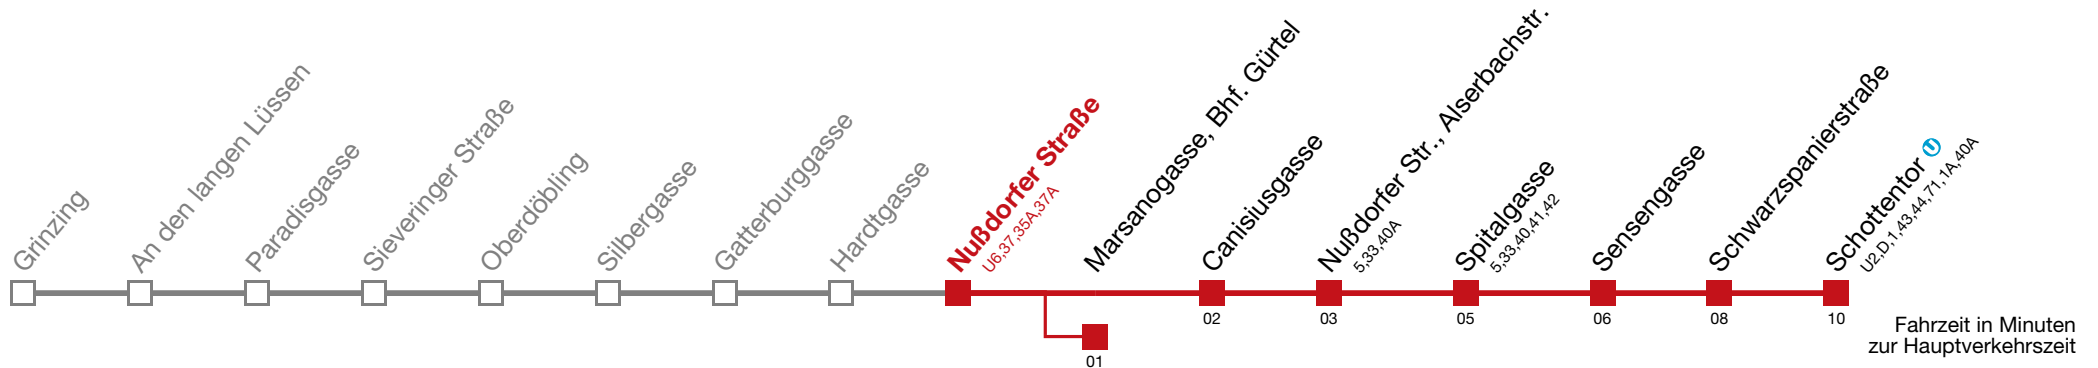 Grinzing
An den langen Lüssen
Paradisgasse
Sieveringer Straße
Oberdöbling
Silbergasse
Gatterburggasse
Hardtgasse
Nußdorfer Straße
U6,37,35A,37A
Marsanogasse, Bhf. Gürtel
01
Canisiusgasse
02
Nußdorfer Str., Alserbachstr.
5,33,40A
03
Spitalgasse
5,33,40,41,42
05
Sensengasse
06
Schwarzspanierstraße
08
Schottentor U
U2,D,1,43,44,71,1A,40A
10
Fahrzeit in Minuten
zur Hauptverkehrszeit